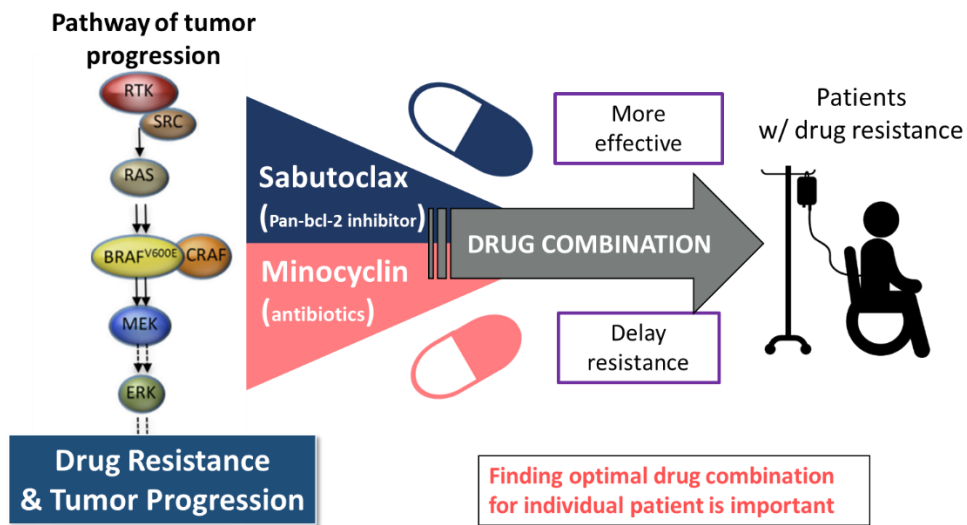 Pathway of tumor
progression
RTK
SRC
RAS
BRAFV600E
CRAF
MEK
ERK
Drug Resistance
& Tumor Progression
Sabutoclax
(Pan-bcl-2 inhibitor)
Minocyclin
(antibiotics)
More
effective
DRUG COMBINATION
Delay
resistance
Patients
w/ drug resistance
Finding optimal drug combination
for individual patient is important